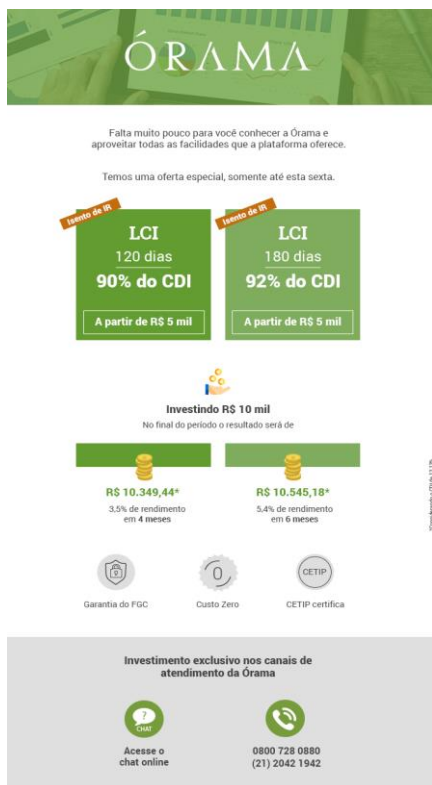 ÓRAMA
Falta muito pouco para você conhecer a Órama e
aproveitar todas as facilidades que a plataforma oferece.
Temos uma oferta especial, somente até esta sexta.
Isento de IR
LCI
120 dias
90% do CDI
A partir de R$ 5 mil
Isento de IR
LCI
180 dias
92% do CDI
A partir de R$ 5 mil
Investindo R$ 10 mil
No final do período o resultado será de
R$ 10.349,44*
3,5% de rendimento
em 4 meses
R$ 10.545,18*
5,4% de rendimento
em 6 meses
Garantia do FGC
0
Custo Zero
CETIP
CETIP certifica
Investimento exclusivo nos canais de
atendimento da Órama
?
CHAT
Acesse o
chat online
0800 728 0880
(21) 2042 1942